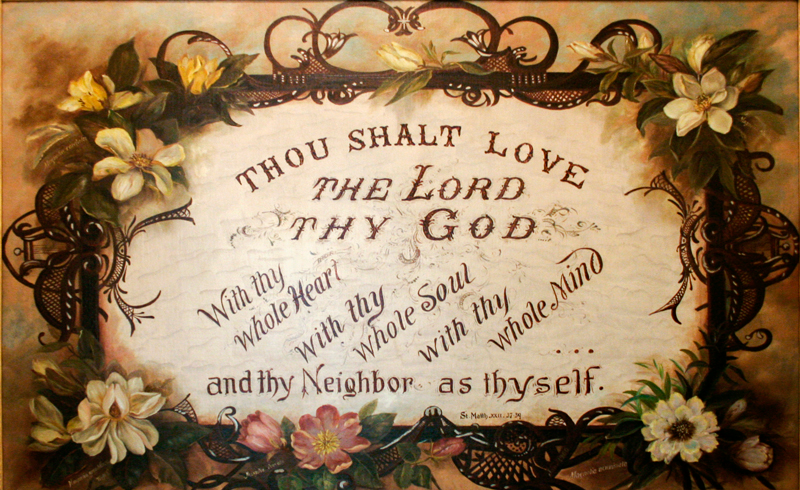 THOU SHALT LOVE
THE LORD
THY GOD
With thy
whole Heart
with thy
whole Soul
with thy
whole Mind
...
and thy Neighbor as thyself.
St. Matth. XXII. 37-39